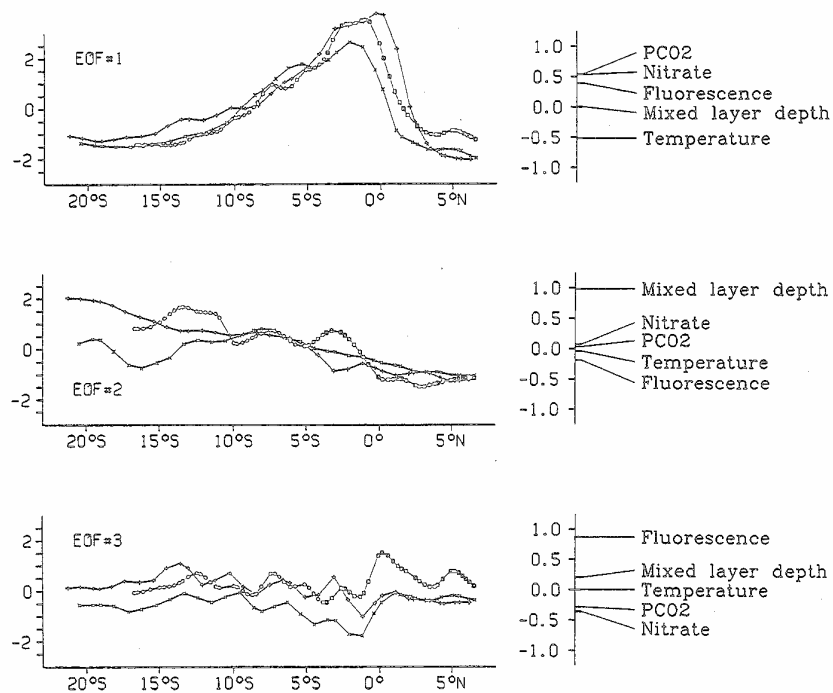 EOF#1
2
0
-2
20°S 15°S 10°S 5°S 0° 5°N
1.0
0.5
0.0
-0.5
-1.0
PCO2
Nitrate
Fluorescence
Mixed layer depth
Temperature
EOF#2
2
0
-2
20°S 15°S 10°S 5°S 0° 5°N
1.0
0.5
0.0
-0.5
-1.0
Mixed layer depth
Nitrate
PCO2
Temperature
Fluorescence
EOF#3
2
0
-2
20°S 15°S 10°S 5°S 0° 5°N
1.0
0.5
0.0
-0.5
-1.0
Fluorescence
Mixed layer depth
Temperature
PCO2
Nitrate